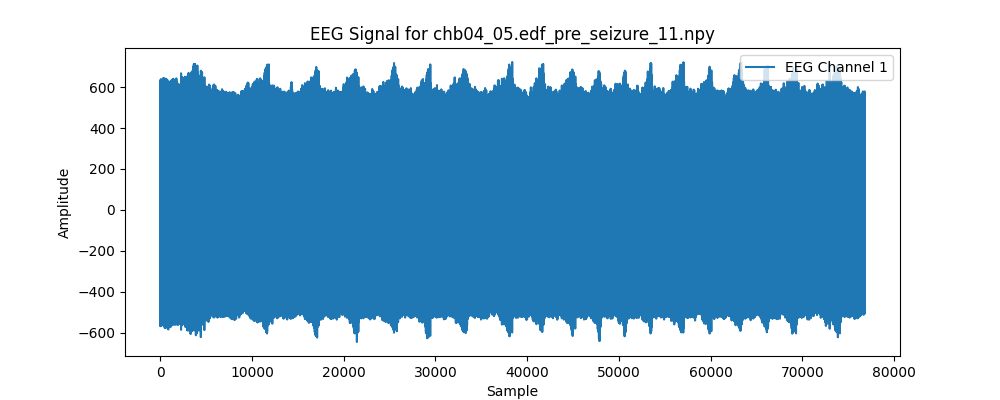 EEG Signal for chb04_05.edf_pre_seizure_11.npy
EEG Channel 1
600
400
200
0
−200
−400
−600
Amplitude
0 10000 20000 30000 40000 50000 60000 70000 80000
Sample